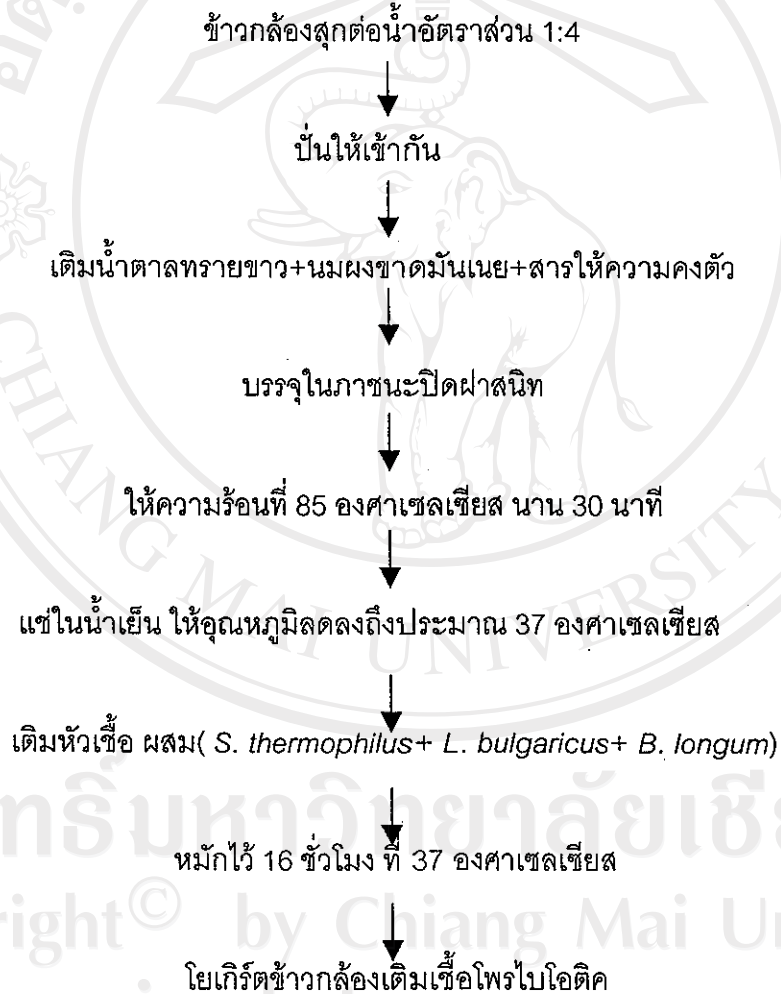 ข้าวกล้องสุกต่อน้ำอัตราส่วน 1:4
ปั่นให้เข้ากัน
เติมน้ำตาลทรายขาว+นมผงขาดมันเนย+สารให้ความคงตัว
บรรจุในภาชนะปิดฝาสนิท
ให้ความร้อนที่ 85 องศาเซลเซียส นาน 30 นาที
แช่ในน้ำเย็น ให้อุณหภูมิลดลงถึงประมาณ 37 องศาเซลเซียส
เติมหัวเชื้อ ผสม( S. thermophilus+ L. bulgaricus+ B. longum)
หมักไว้ 16 ชั่วโมง ที่ 37 องศาเซลเซียส
โยเกิร์ตข้าวกล้องเติมเชื้อโพรไบโอติค
CHIANG MAI UNIVERSITY
right© by Chiang Mai Un